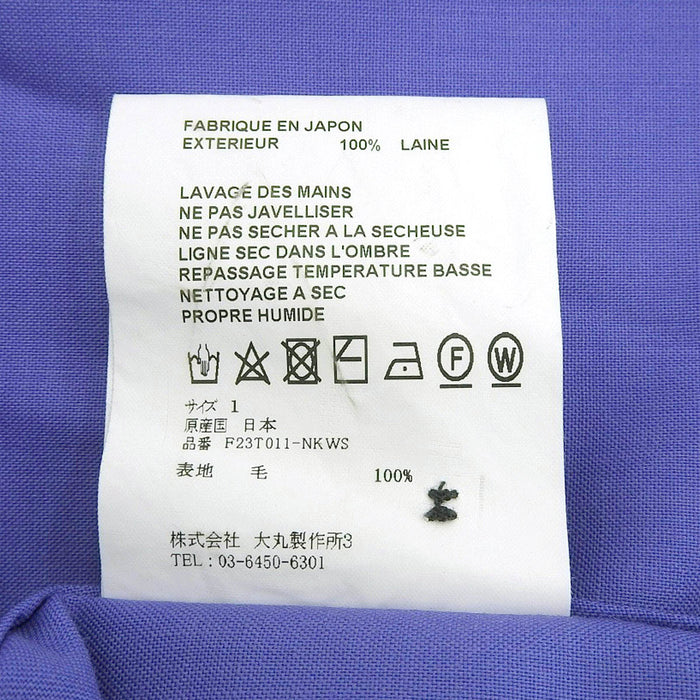 FABRIQUE EN JAPON
EXTERIEUR 100% LAINE
LAVAGE DES MAINS
NE PAS JAVELLISER
NE PAS SECHER A LA SECHEUSE
LIGNE SEC DANS L'OMBRE
REPASSAGE TEMPERATURE BASSE
NETTOYAGE A SEC
PROPRE HUMIDE
F W
サイズ 1
原産国 日本
品番 F23T011-NKWS
表地 毛 100%
株式会社 大丸製作所3
TEL : 03-6450-6301